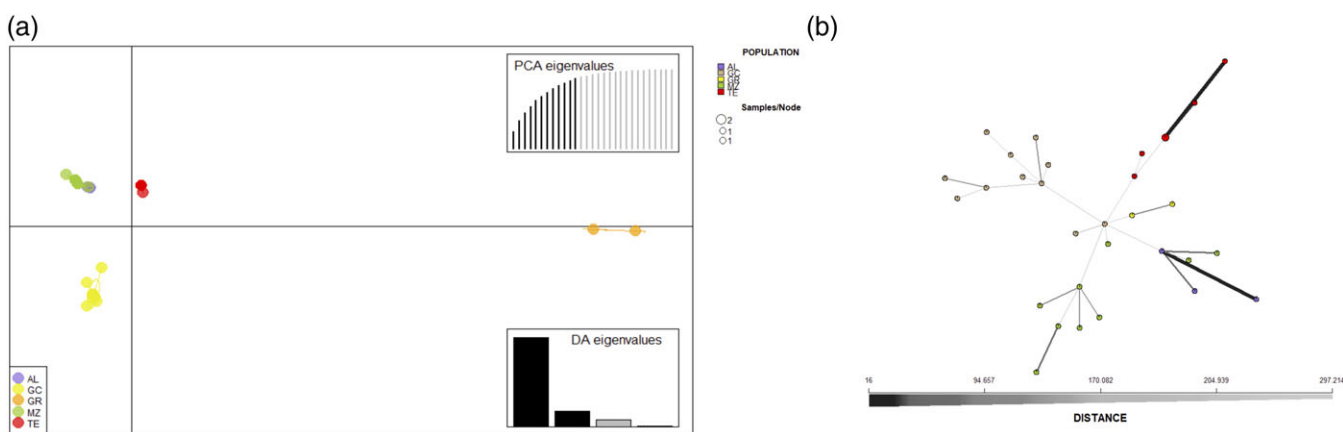 (a)
PCA eigenvalues
DA eigenvalues
AL
GC
GR
MZ
TE
POPULATION
AL
GC
GR
MZ
TE
Samples/Node
2
1
1
(b)
16 94.657 170.082 204.939 297.214
DISTANCE